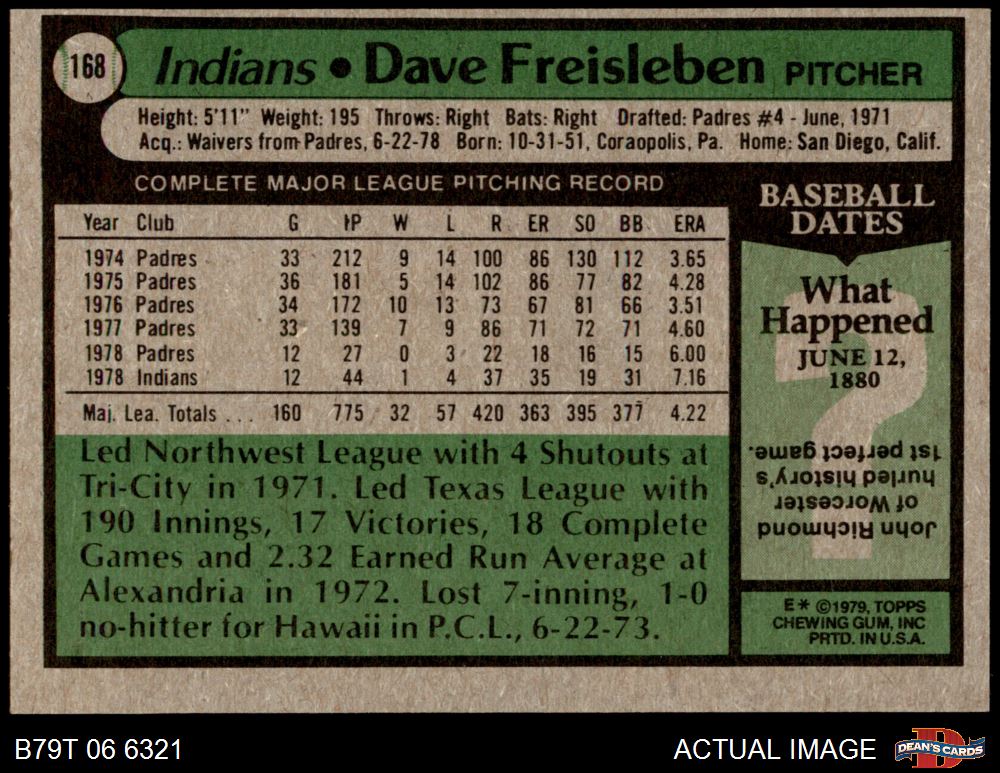 168
Indians • Dave Freisleben PITCHER
Height: 5'11" Weight: 195 Throws: Right Bats: Right Drafted: Padres #4 - June, 1971
Acq.: Waivers from Padres, 6-22-78 Born: 10-31-51, Coraopolis, Pa. Home: San Diego, Calif.
COMPLETE MAJOR LEAGUE PITCHING RECORD
Year Club G IP W L R ER SO BB ERA
1974 Padres 33 212 9 14 100 86 130 112 3.65
1975 Padres 36 181 5 14 102 86 77 82 4.28
1976 Padres 34 172 10 13 73 67 81 66 3.51
1977 Padres 33 139 7 9 86 71 72 71 4.60
1978 Padres 12 27 0 3 22 18 16 15 6.00
1978 Indians 12 44 1 4 37 35 19 31 7.16
Maj. Lea. Totals ... 160 775 32 57 420 363 395 377 4.22
Led Northwest League with 4 Shutouts at
Tri-City in 1971. Led Texas League with
190 Innings, 17 Victories, 18 Complete
Games and 2.32 Earned Run Average at
Alexandria in 1972. Lost 7-inning, 1-0
no-hitter for Hawaii in P.C.L., 6-22-73.
BASEBALL
DATES
What
Happened
JUNE 12,
1880
?
John Richmond
of Worcester
hurled history's
1st perfect game.
E* ©1979, TOPPS
CHEWING GUM, INC
PRTD. IN U.S.A.
B79T 06 6321
ACTUAL IMAGE
D
DEAN'S CARDS